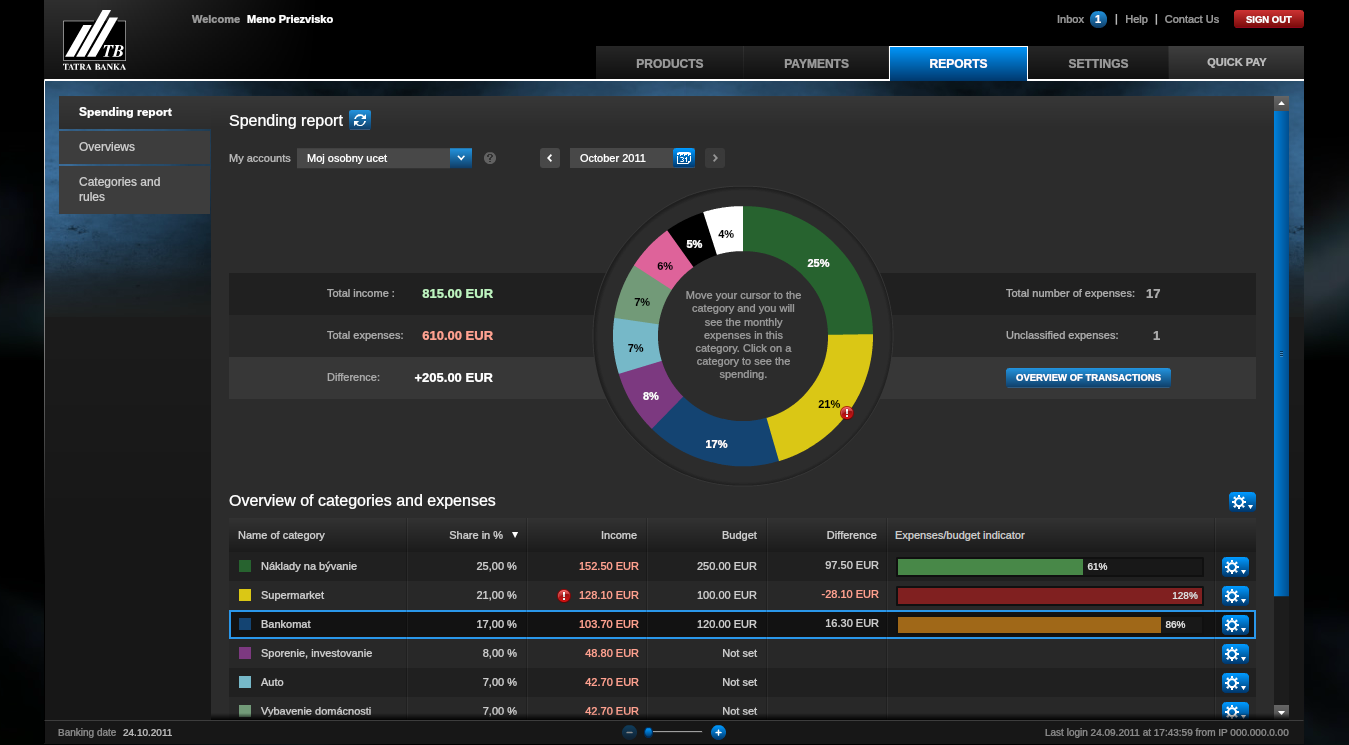 Welcome Meno Priezvisko
Inbox 1 | Help | Contact Us SIGN OUT
TB
TATRA BANKA
PRODUCTS PAYMENTS REPORTS SETTINGS QUICK PAY
Spending report
Overviews
Categories and
rules
Spending report
My accounts Moj osobny ucet ? October 2011 31
4%
5%
25%
6%
7%
7%
8%
17%
21%
!
Move your cursor to the
category and you will
see the monthly
expenses in this
category. Click on a
category to see the
spending.
Total income : 815.00 EUR
Total expenses: 610.00 EUR
Difference: +205.00 EUR
Total number of expenses: 17
Unclassified expenses: 1
OVERVIEW OF TRANSACTIONS
Overview of categories and expenses
Name of category Share in % ▼ Income Budget Difference Expenses/budget indicator
Náklady na bývanie 25,00 % 152.50 EUR 250.00 EUR 97.50 EUR 61%
Supermarket 21,00 % ! 128.10 EUR 100.00 EUR -28.10 EUR 128%
Bankomat 17,00 % 103.70 EUR 120.00 EUR 16.30 EUR 86%
Sporenie, investovanie 8,00 % 48.80 EUR Not set
Auto 7,00 % 42.70 EUR Not set
Vybavenie domácnosti 7,00 % 42.70 EUR Not set
Banking date 24.10.2011 − + Last login 24.09.2011 at 17:43:59 from IP 000.000.0.00